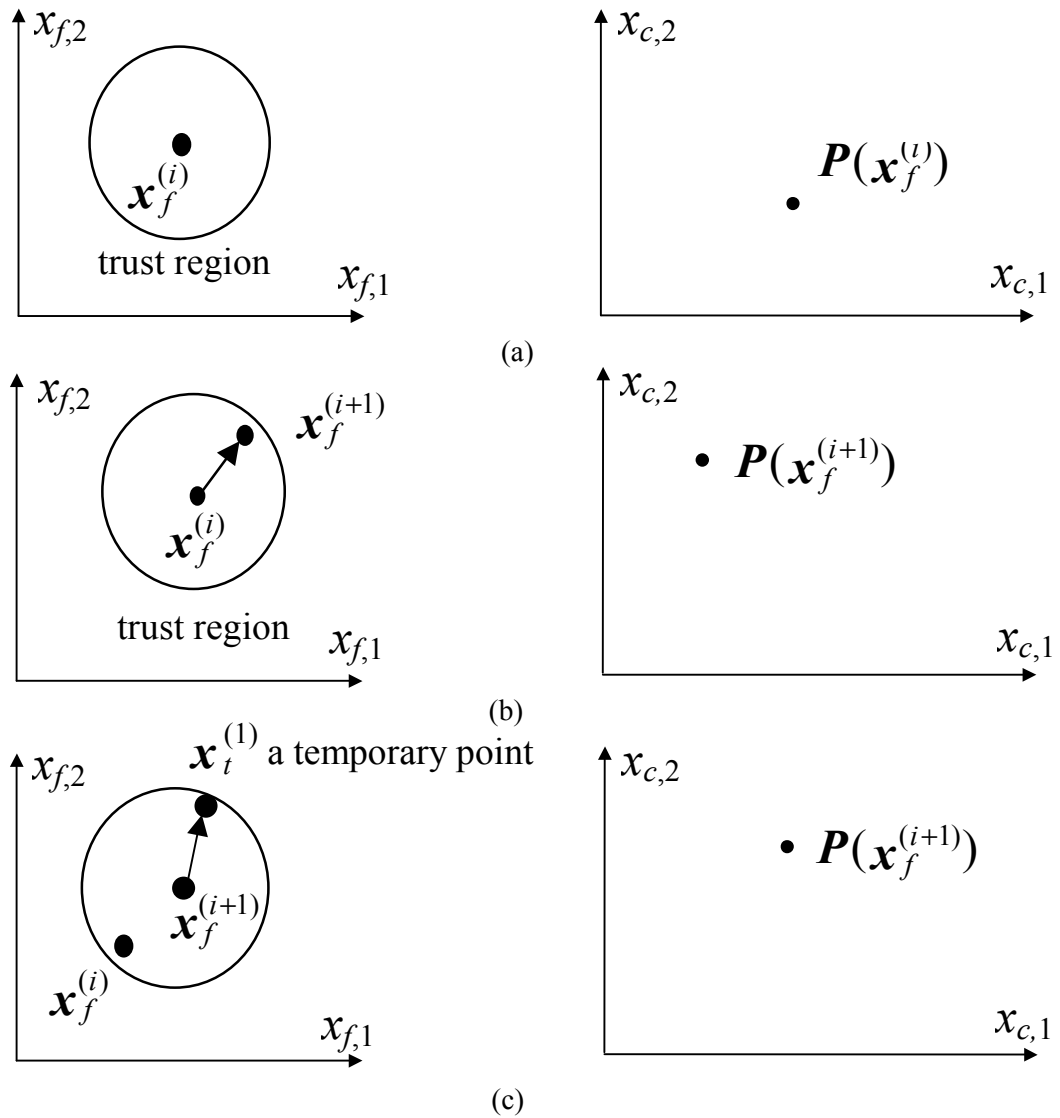 x_{f,2}
x_f^{(i)}
trust region
x_{f,1}
x_{c,2}
P(x_f^{(i)})
x_{c,1}
(a)
x_{f,2}
x_f^{(i+1)}
x_f^{(i)}
trust region
x_{f,1}
x_{c,2}
P(x_f^{(i+1)})
x_{c,1}
(b)
x_t^{(1)} a temporary point
x_{f,2}
x_f^{(i+1)}
x_f^{(i)}
x_{f,1}
x_{c,2}
P(x_f^{(i+1)})
x_{c,1}
(c)